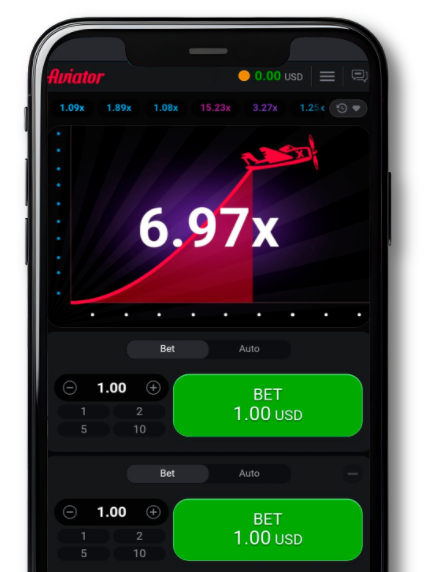 Aviator
0.00 USD
1.09x 1.89x 1.08x 15.23x 3.27x 1.25x
6.97x
Bet Auto
1.00
1 2
5 10
BET
1.00 USD
Bet Auto
1.00
1 2
5 10
BET
1.00 USD